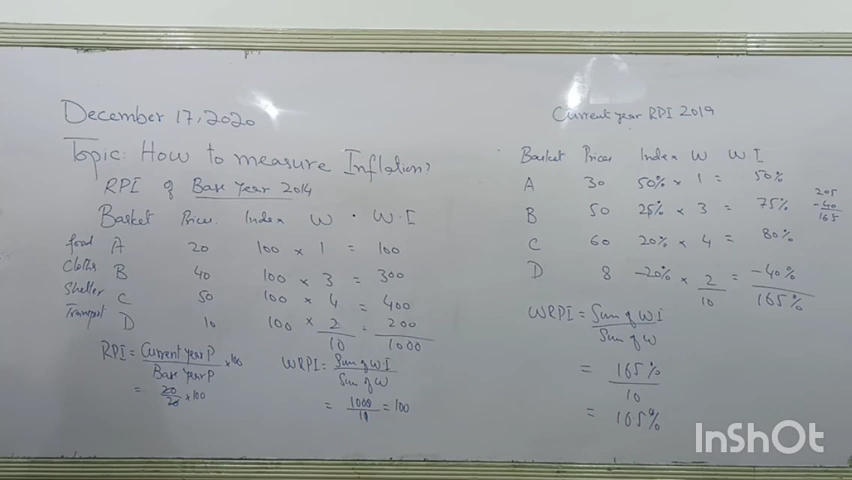 December 17, 2020
Topic: How to measure Inflation?
RPI of Base Year 2014
Basket Prices Index W . W.I
food A 20 100 × 1 = 100
Cloths B 40 100 × 3 = 300
Shelter C 50 100 × 4 = 400
Transport D 10 100 × 2 = 200
10 1000
RPI = Current year P / Base Year P × 100
= 20 / 20 × 100
WRPI = Sum of WI / Sum of W
= 1000 / 10 = 100
Current year RPI 2019
Basket Prices Index W W I
A 30 50% × 1 = 50%
B 50 25% × 3 = 75%
C 60 20% × 4 = 80%
D 8 -20% × 2 = -40%
10 165%
205
-40
165
WRPI = Sum of W I / Sum of W
= 165% / 10
= 165%
InShOt